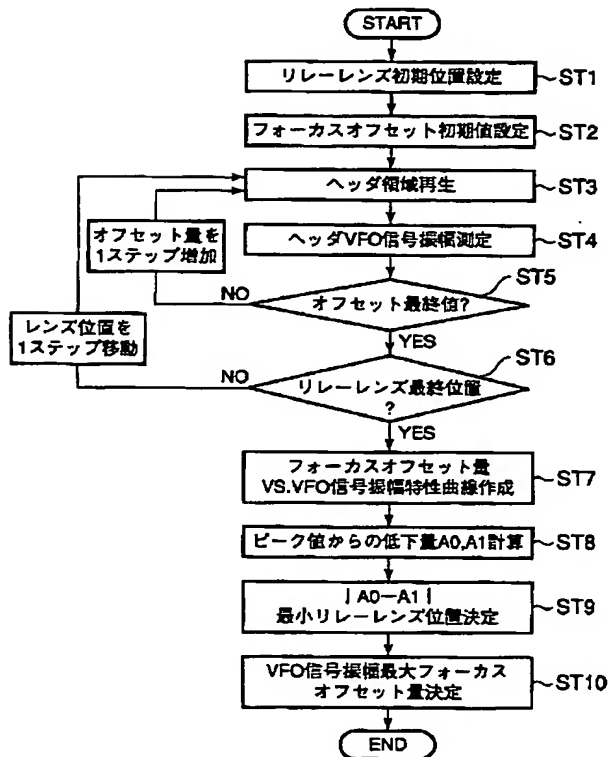 START
リレーレンズ初期位置設定
ST1
フォーカスオフセット初期値設定
ST2
ヘッダ領域再生
ST3
オフセット量を
1ステップ増加
ヘッダVFO信号振幅測定
ST4
ST5
オフセット最終値?
NO
YES
レンズ位置を
1ステップ移動
ST6
リレーレンズ最終位置
?
NO
YES
フォーカスオフセット量
VS.VFO信号振幅特性曲線作成
ST7
ピーク値からの低下量A0,A1計算
ST8
|A0-A1|
最小リレーレンズ位置決定
ST9
VFO信号振幅最大フォーカス
オフセット量決定
ST10
END